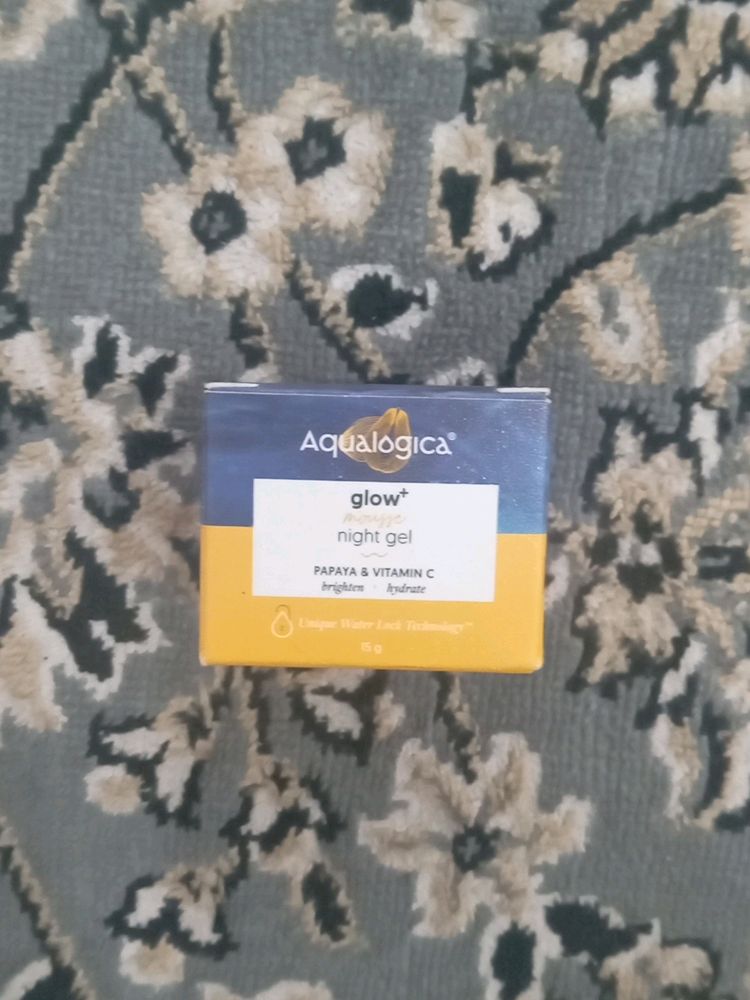 Aqualogica®
glow+
mousse
night gel
PAPAYA & VITAMIN C
brighten · hydrate
Unique Water Lock Technology™
15 g